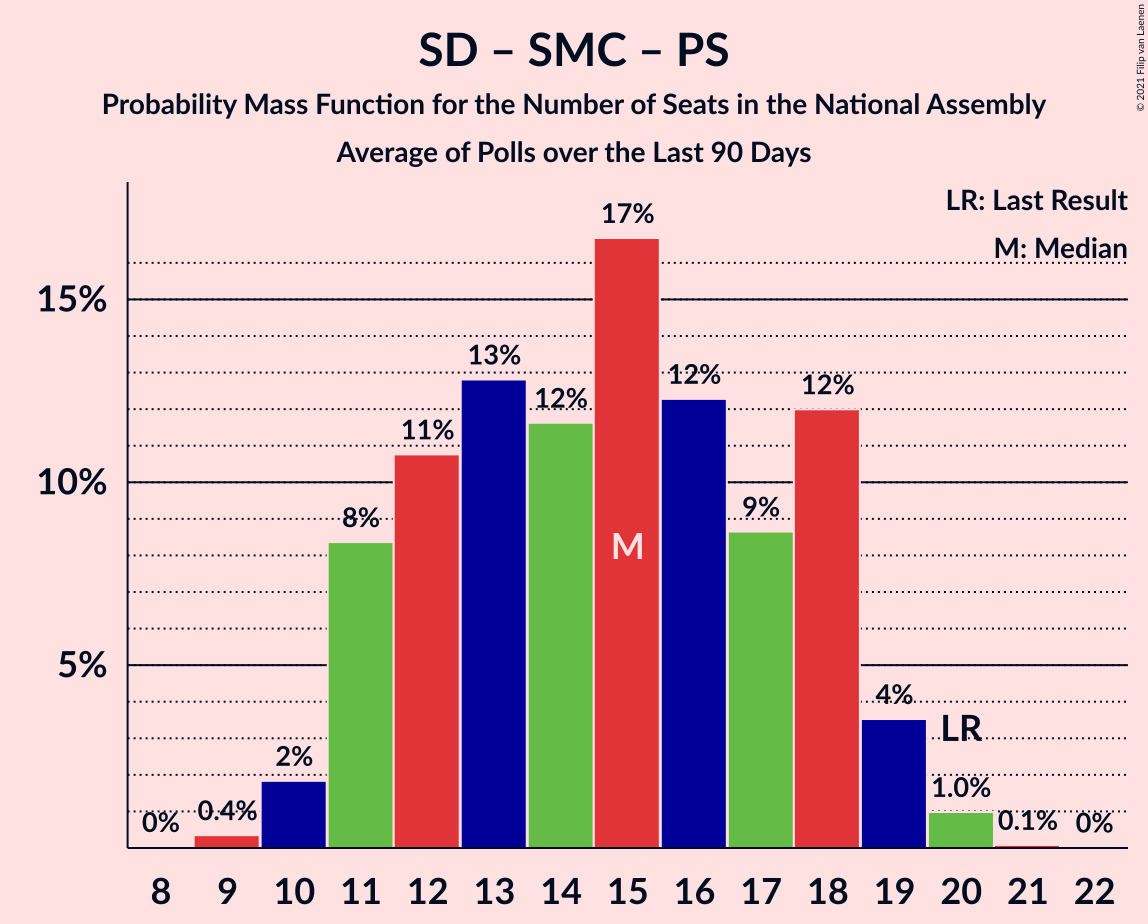 SD – SMC – PS
Probability Mass Function for the Number of Seats in the National Assembly
Average of Polls over the Last 90 Days
© 2021 Filip van Laenen
LR: Last Result
M: Median
17%
15%
13%
12%
12%
12%
11%
10%
8%
9%
M
5%
4%
LR
2%
1.0%
0%
0.4%
0.1%
0%
8 9 10 11 12 13 14 15 16 17 18 19 20 21 22